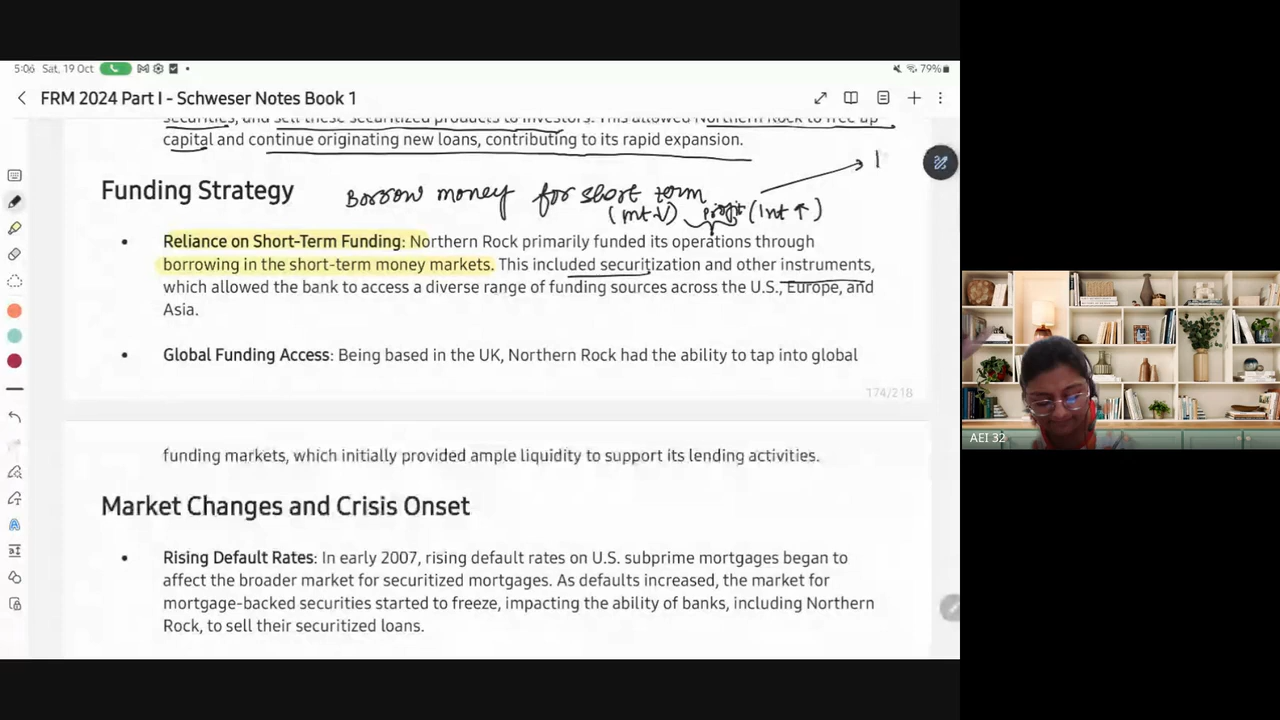 5:06 Sat, 19 Oct 79%
FRM 2024 Part I - Schweser Notes Book 1
securities, and sell these securitized products to investors. This allowed Northern Rock to free up
capital and continue originating new loans, contributing to its rapid expansion.
Funding Strategy
Borrow money for short term
(int ↓) profit (Int ↑)
• Reliance on Short-Term Funding: Northern Rock primarily funded its operations through
borrowing in the short-term money markets. This included securitization and other instruments,
which allowed the bank to access a diverse range of funding sources across the U.S., Europe, and
Asia.
• Global Funding Access: Being based in the UK, Northern Rock had the ability to tap into global
174/218
funding markets, which initially provided ample liquidity to support its lending activities.
Market Changes and Crisis Onset
• Rising Default Rates: In early 2007, rising default rates on U.S. subprime mortgages began to
affect the broader market for securitized mortgages. As defaults increased, the market for
mortgage-backed securities started to freeze, impacting the ability of banks, including Northern
Rock, to sell their securitized loans.
AEI 32